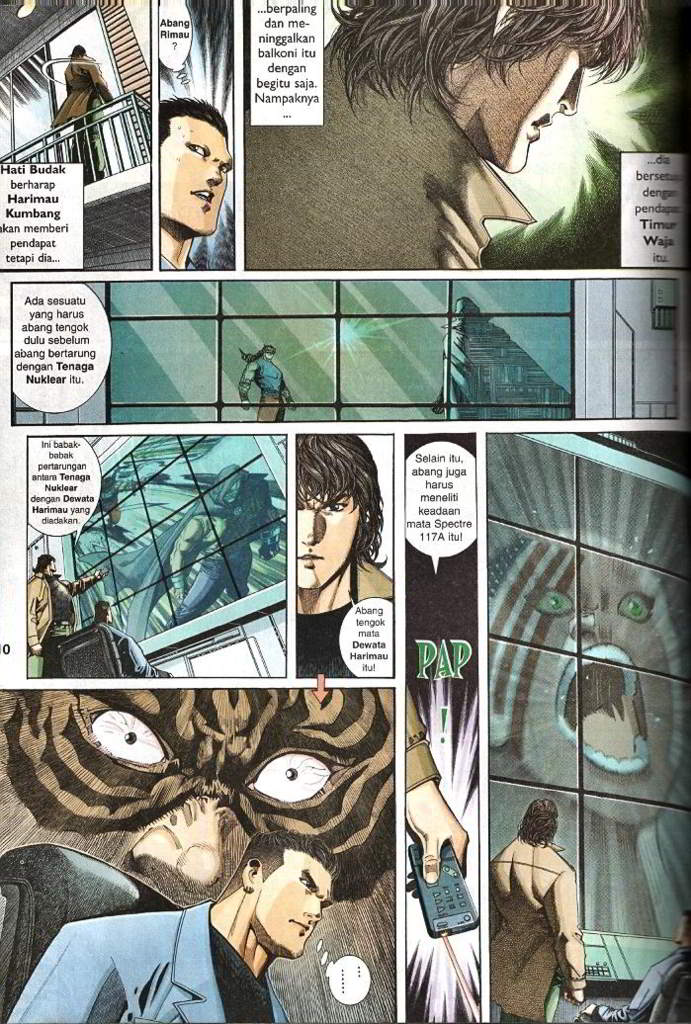 Hati Budak
berharap
Harimau
Kumbang
akan memberi
pendapat
tetapi dia...
Abang
Rimau
?
...berpaling
dan me-
ninggalkan
balkoni itu
dengan
begitu saja.
Nampaknya
...
...dia
bersetuju
dengan
pendapat
Timur
Waja
itu.
Ada sesuatu
yang harus
abang tengok
dulu sebelum
abang bertarung
dengan Tenaga
Nuklear itu.
Ini babak-
babak
pertarungan
antara Tenaga
Nuklear
dengan Dewata
Harimau yang
diadakan.
Abang
tengok
mata
Dewata
Harimau
itu!
Selain itu,
abang juga
harus
meneliti
keadaan
mata Spectre
117A itu!
PAP
!
10
......